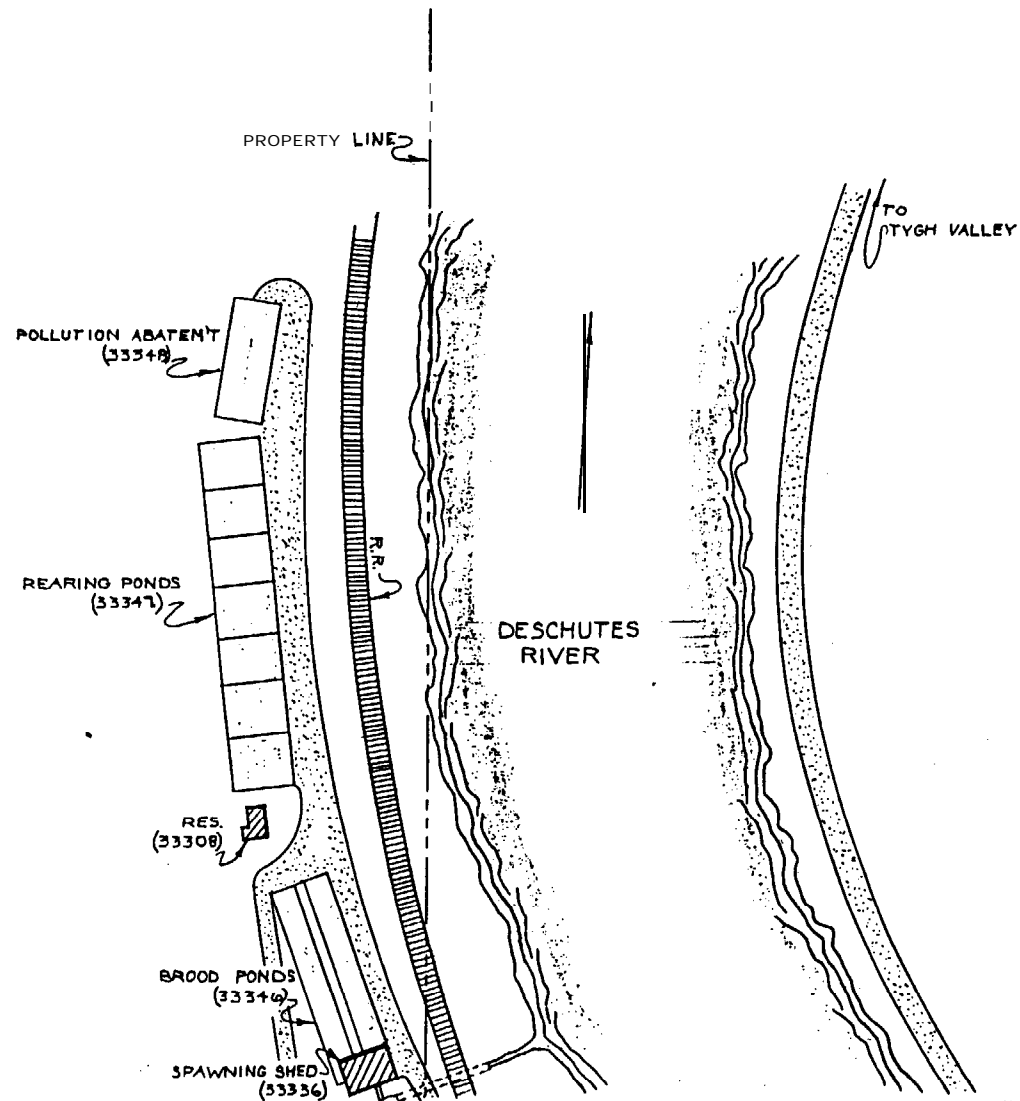 PROPERTY LINE
TO
TYGH VALLEY
POLLUTION ABATEM'T
(33348)
R.R.
REARING PONDS
(33347)
DESCHUTES
RIVER
RES.
(33308)
BROOD PONDS
(33346)
SPAWNING SHED
(33336)